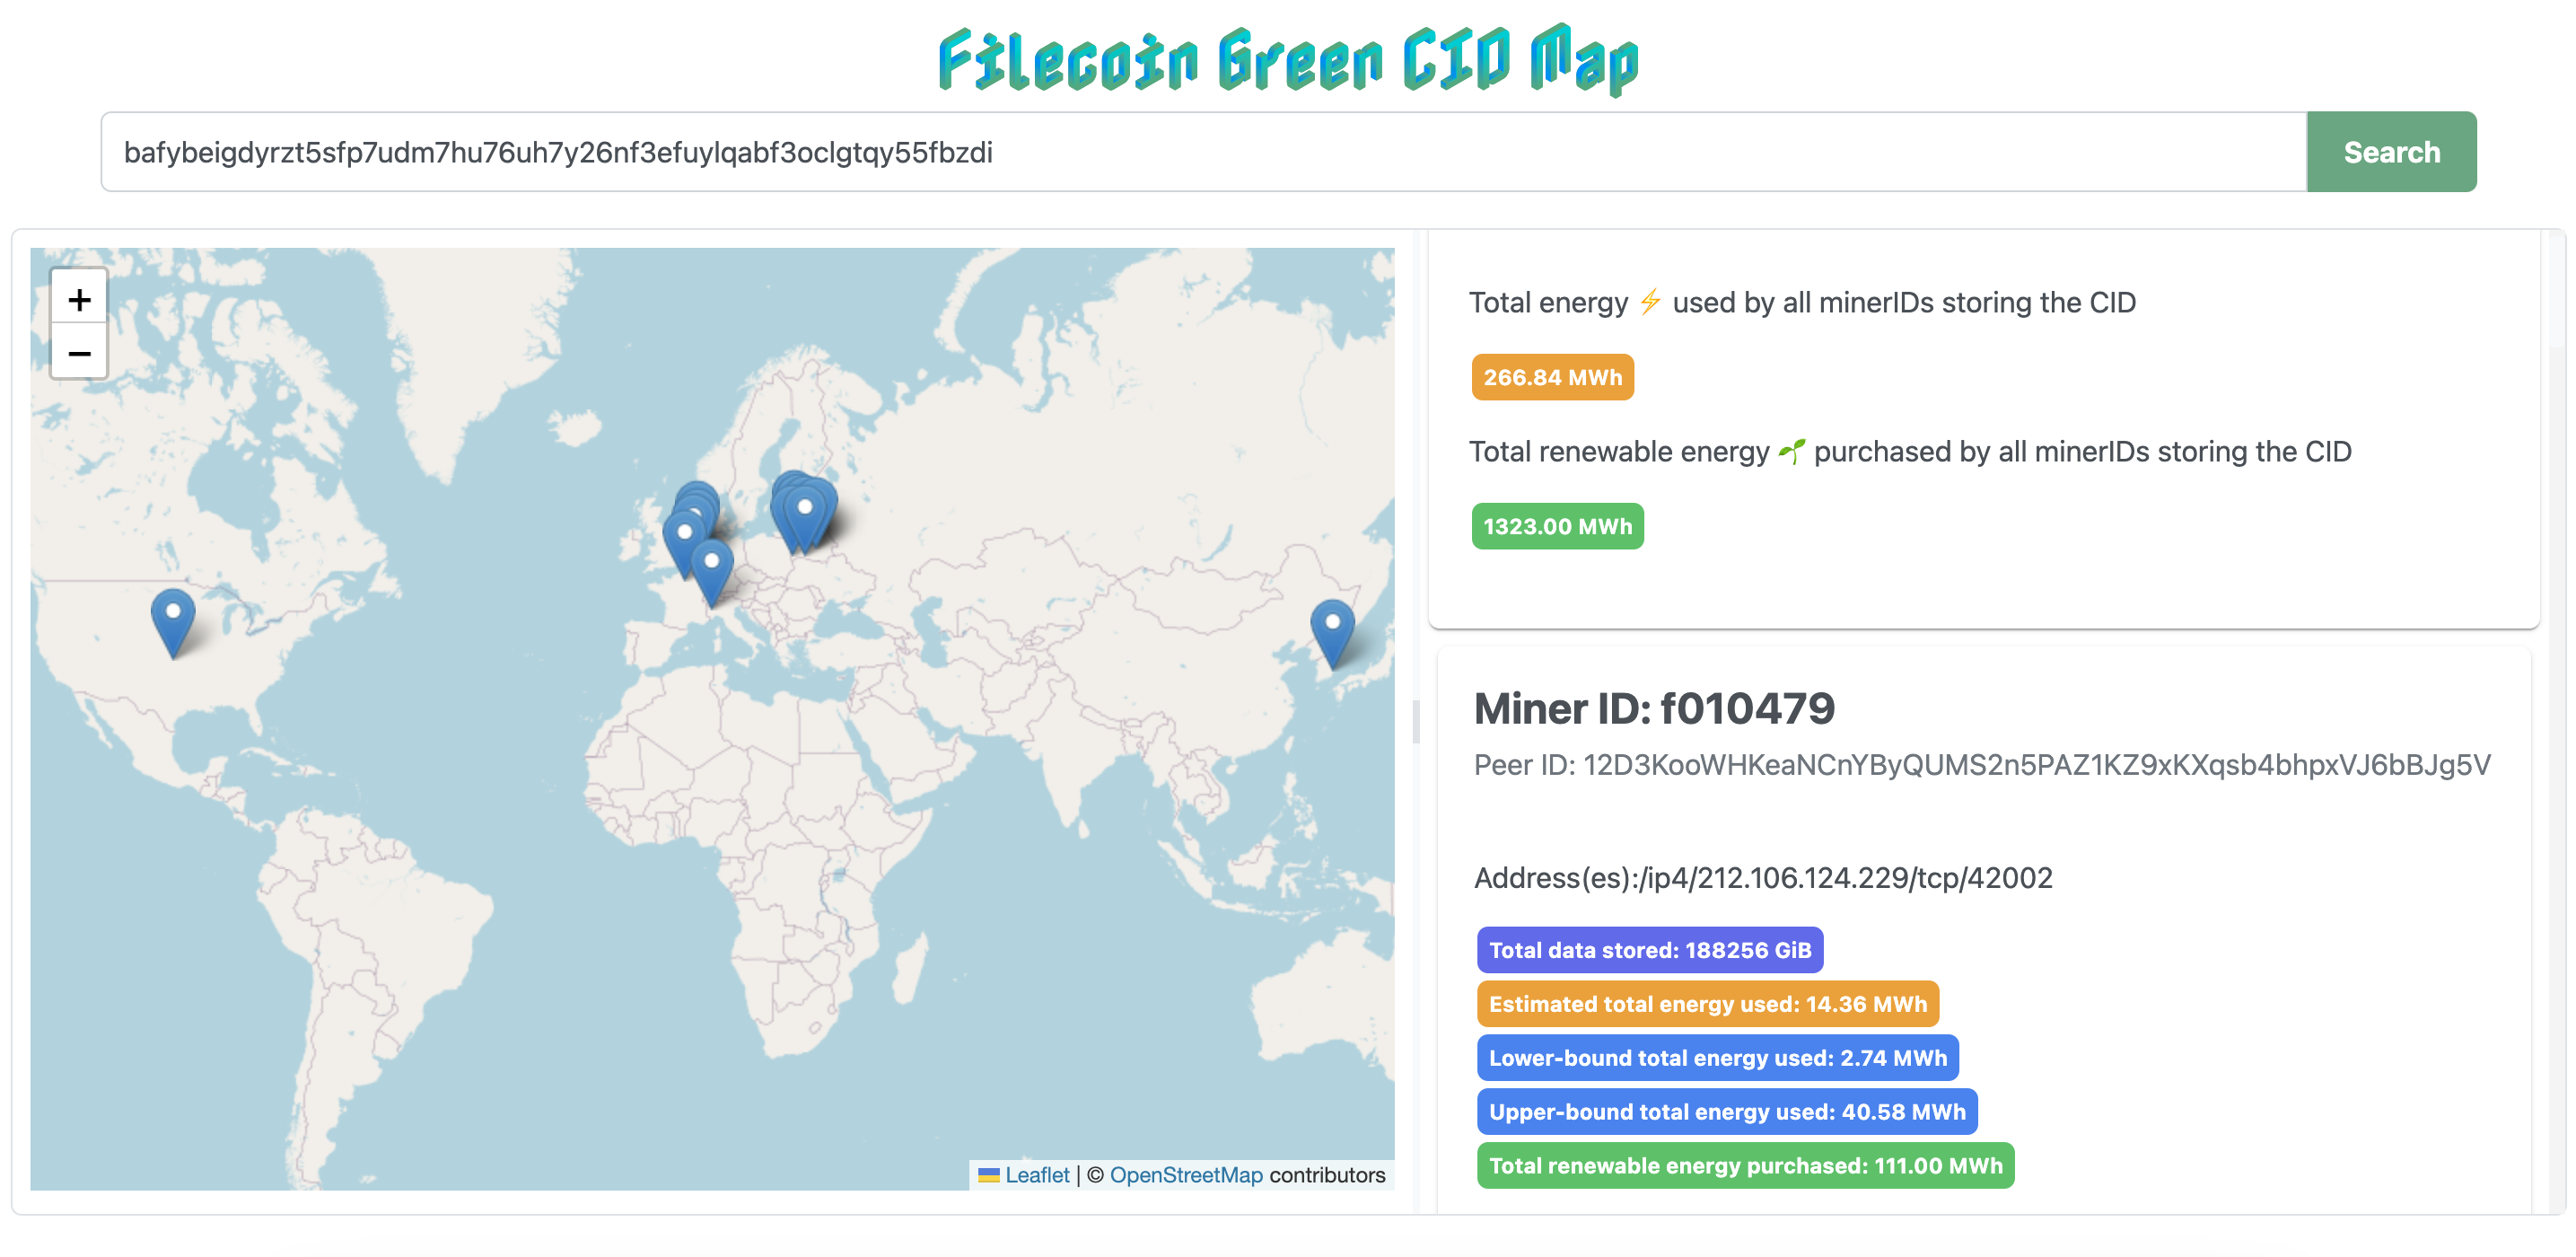 Filecoin Green CID Map
bafybeigdyrzt5sfp7udm7hu76uh7y26nf3efuylqabf3oclgtqy55fbzdi
Search
+
−
Leaflet | © OpenStreetMap contributors
Total energy ⚡ used by all minerIDs storing the CID
266.84 MWh
Total renewable energy 🌱 purchased by all minerIDs storing the CID
1323.00 MWh
Miner ID: f010479
Peer ID: 12D3KooWHKeaNCnYByQUMS2n5PAZ1KZ9xKXqsb4bhpxVJ6bBJg5V
Address(es):/ip4/212.106.124.229/tcp/42002
Total data stored: 188256 GiB
Estimated total energy used: 14.36 MWh
Lower-bound total energy used: 2.74 MWh
Upper-bound total energy used: 40.58 MWh
Total renewable energy purchased: 111.00 MWh